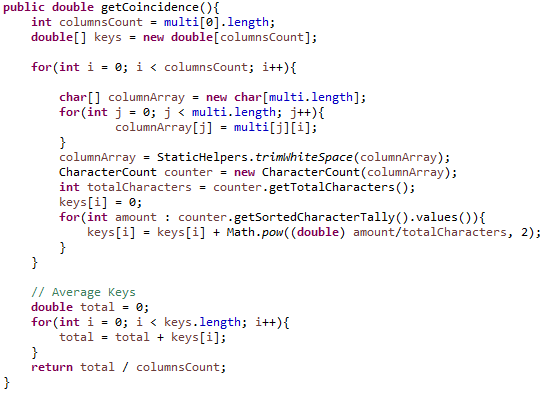 public double getCoincidence(){
    int columnsCount = multi[0].length;
    double[] keys = new double[columnsCount];

    for(int i = 0; i < columnsCount; i++){

        char[] columnArray = new char[multi.length];
        for(int j = 0; j < multi.length; j++){
                columnArray[j] = multi[j][i];
        }
        columnArray = StaticHelpers.trimWhiteSpace(columnArray);
        CharacterCount counter = new CharacterCount(columnArray);
        int totalCharacters = counter.getTotalCharacters();
        keys[i] = 0;
        for(int amount : counter.getSortedCharacterTally().values()){
            keys[i] = keys[i] + Math.pow((double) amount/totalCharacters, 2);
        }
    }

    // Average Keys
    double total = 0;
    for(int i = 0; i < keys.length; i++){
        total = total + keys[i];
    }
    return total / columnsCount;
}